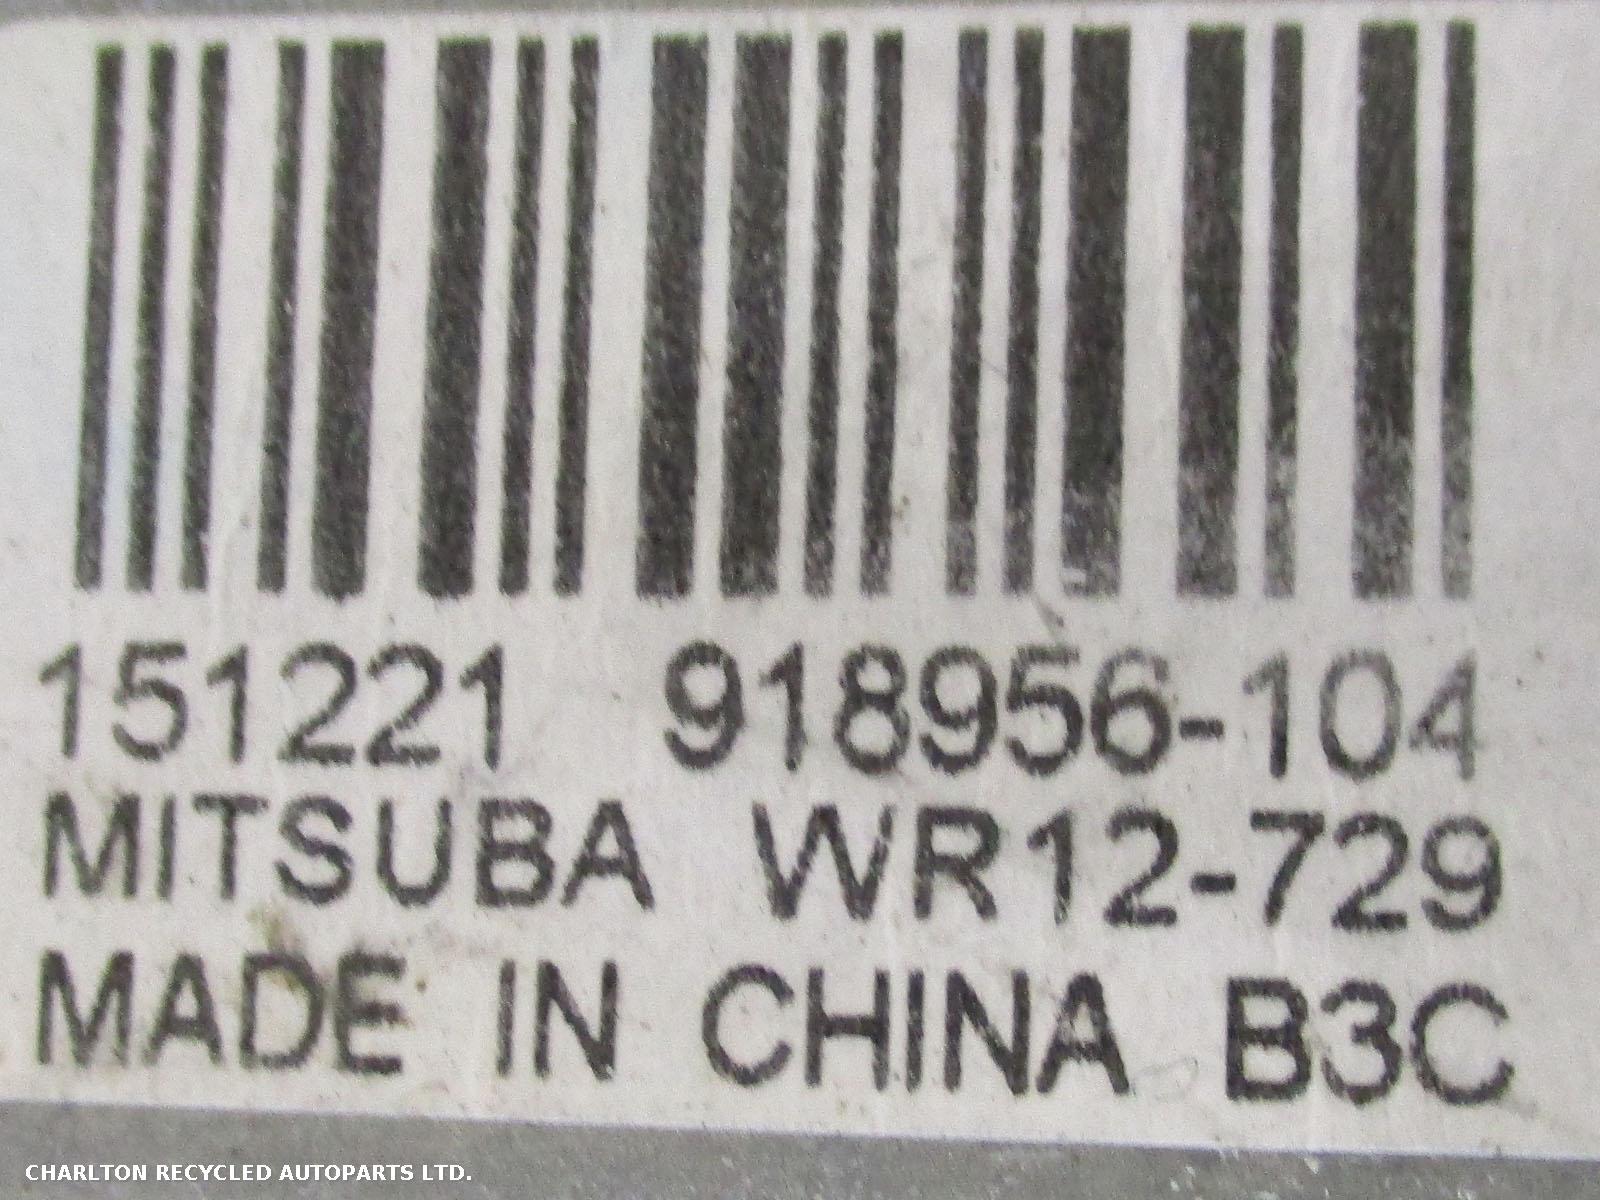 151221 918956-104
MITSUBA WR12-729
MADE IN CHINA B3C
CHARLTON RECYCLED AUTOPARTS LTD.